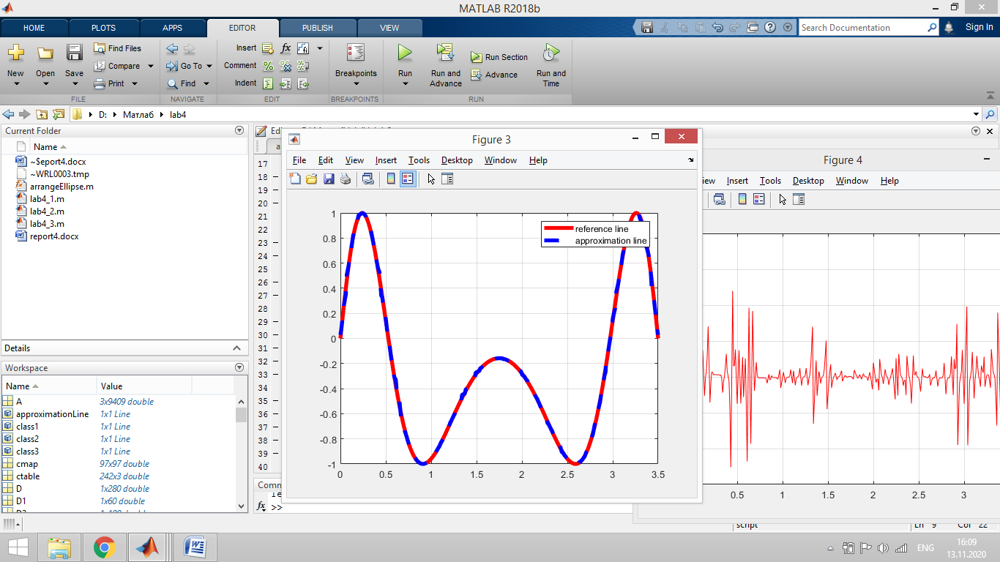 MATLAB R2018b
HOME PLOTS APPS EDITOR PUBLISH VIEW
Search Documentation
Sign In
New Open Save
Find Files
Compare
Print
Go To
Find
Insert
Comment
Indent
Breakpoints
Run
Run and Advance
Run Section
Advance
Run and Time
FILE NAVIGATE EDIT BREAKPOINTS RUN
D: Матлаб lab4
Current Folder
Name
~$eport4.docx
~WRL0003.tmp
arrangeEllipse.m
lab4_1.m
lab4_2.m
lab4_3.m
report4.docx
Details
Workspace
Name Value
A 3x9409 double
approximationLine 1x1 Line
class1 1x1 Line
class2 1x1 Line
class3 1x1 Line
cmap 97x97 double
ctable 242x3 double
D 1x280 double
D1 1x60 double
17
18
19
20
21
22
23
24
25
26
27
28
29
30
31
32
33
34
35
36
37
38
39
40
Figure 3
File Edit View Insert Tools Desktop Window Help
reference line
approximation line
1
0.8
0.6
0.4
0.2
0
-0.2
-0.4
-0.6
-0.8
-1
0 0.5 1 1.5 2 2.5 3 3.5
Figure 4
Insert Tools Desktop Window Help
0.5 1 1.5 2 2.5 3
fx >>
script Ln 9 Col 22
ENG
16:09
13.11.2020